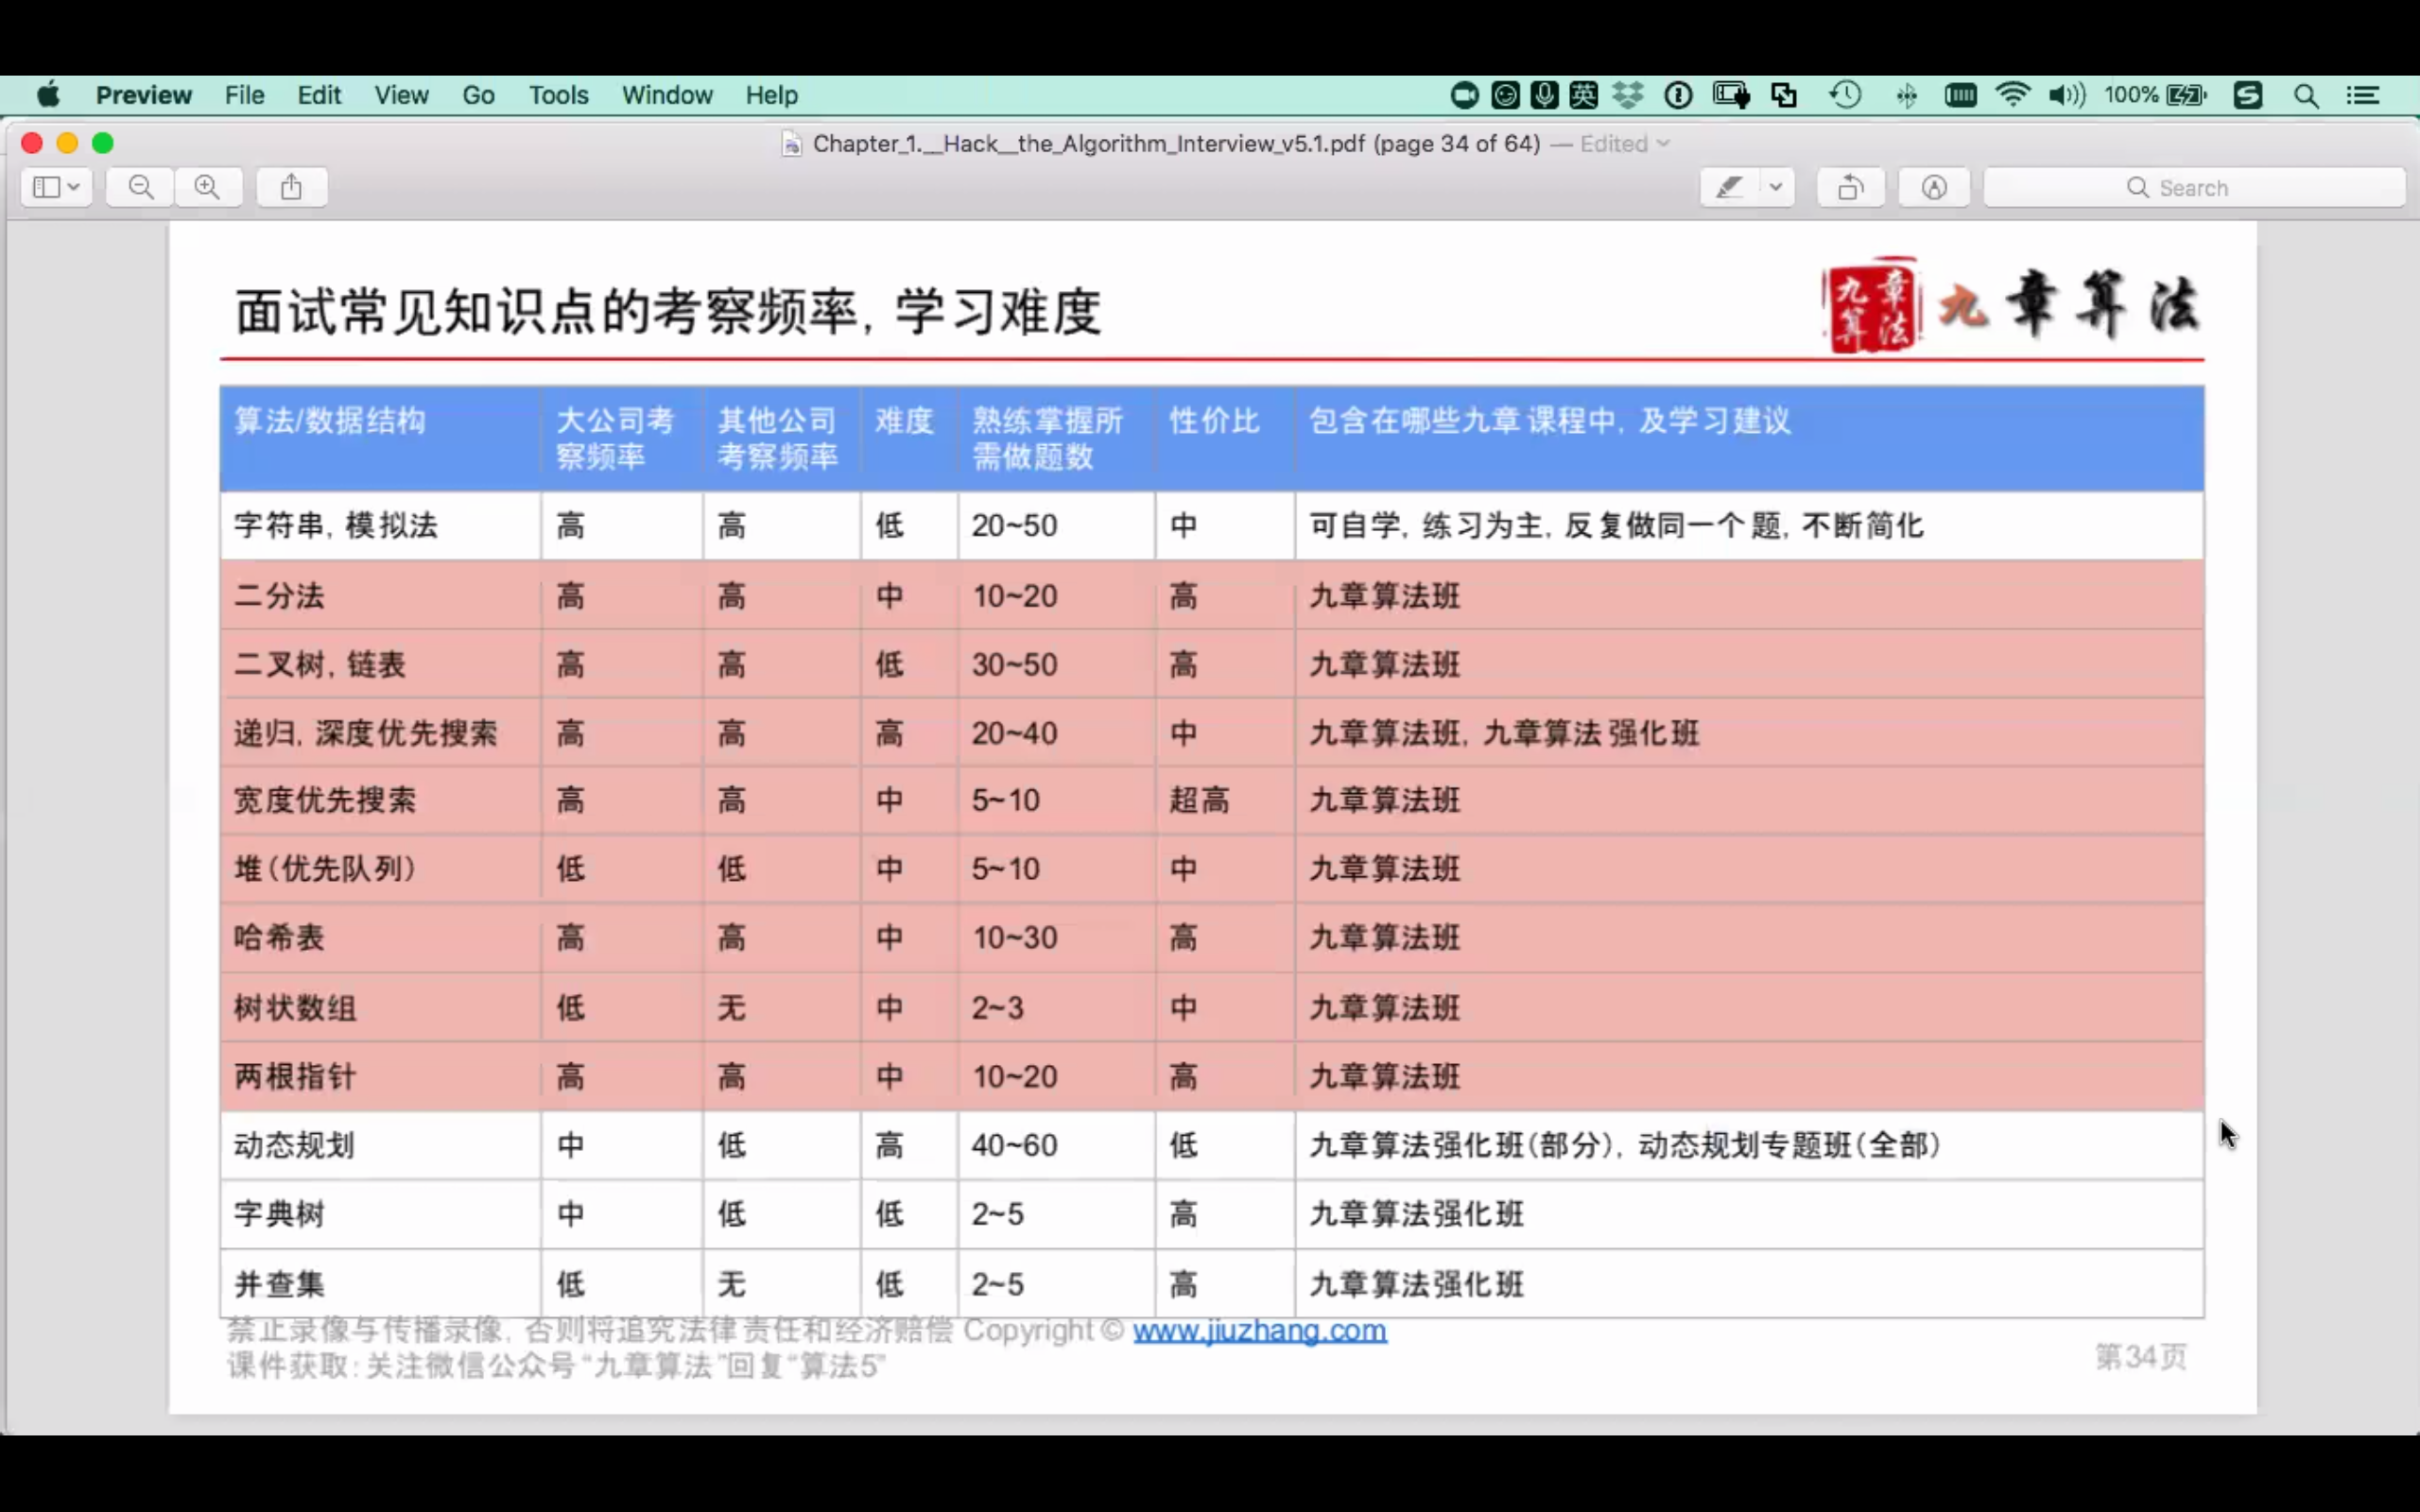 Preview File Edit View Go Tools Window Help 英 100%
Chapter_1.__Hack__the_Algorithm_Interview_v5.1.pdf (page 34 of 64) — Edited
Search
面试常见知识点的考察频率, 学习难度
九章算法
九章算法
算法/数据结构 大公司考察频率 其他公司考察频率 难度 熟练掌握所需做题数 性价比 包含在哪些九章课程中, 及学习建议
字符串, 模拟法 高 高 低 20~50 中 可自学, 练习为主, 反复做同一个题, 不断简化
二分法 高 高 中 10~20 高 九章算法班
二叉树, 链表 高 高 低 30~50 高 九章算法班
递归, 深度优先搜索 高 高 高 20~40 中 九章算法班, 九章算法强化班
宽度优先搜索 高 高 中 5~10 超高 九章算法班
堆(优先队列) 低 低 中 5~10 中 九章算法班
哈希表 高 高 中 10~30 高 九章算法班
树状数组 低 无 中 2~3 中 九章算法班
两根指针 高 高 中 10~20 高 九章算法班
动态规划 中 低 高 40~60 低 九章算法强化班(部分), 动态规划专题班(全部)
字典树 中 低 低 2~5 高 九章算法强化班
并查集 低 无 低 2~5 高 九章算法强化班
禁止录像与传播录像, 否则将追究法律责任和经济赔偿 Copyright © www.jiuzhang.com
课件获取: 关注微信公众号“九章算法”回复“算法5”
第34页